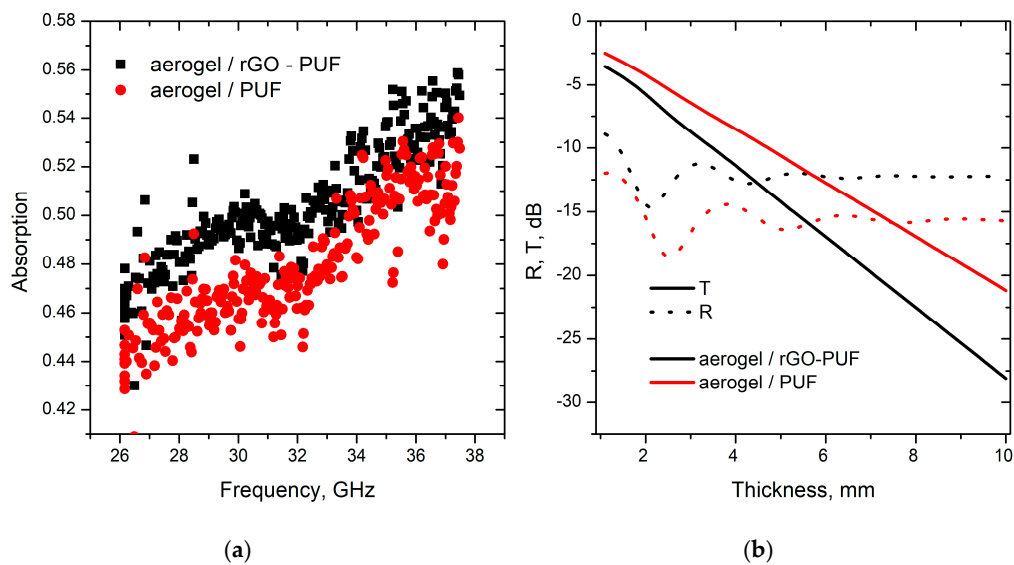 0.58
0.56
0.54
0.52
0.50
0.48
0.46
0.44
0.42
Absorption
aerogel / rGO - PUF
aerogel / PUF
26 28 30 32 34 36 38
Frequency, GHz
(a)
0
-5
-10
-15
-20
-25
-30
R, T, dB
T
R
aerogel / rGO-PUF
aerogel / PUF
2 4 6 8 10
Thickness, mm
(b)